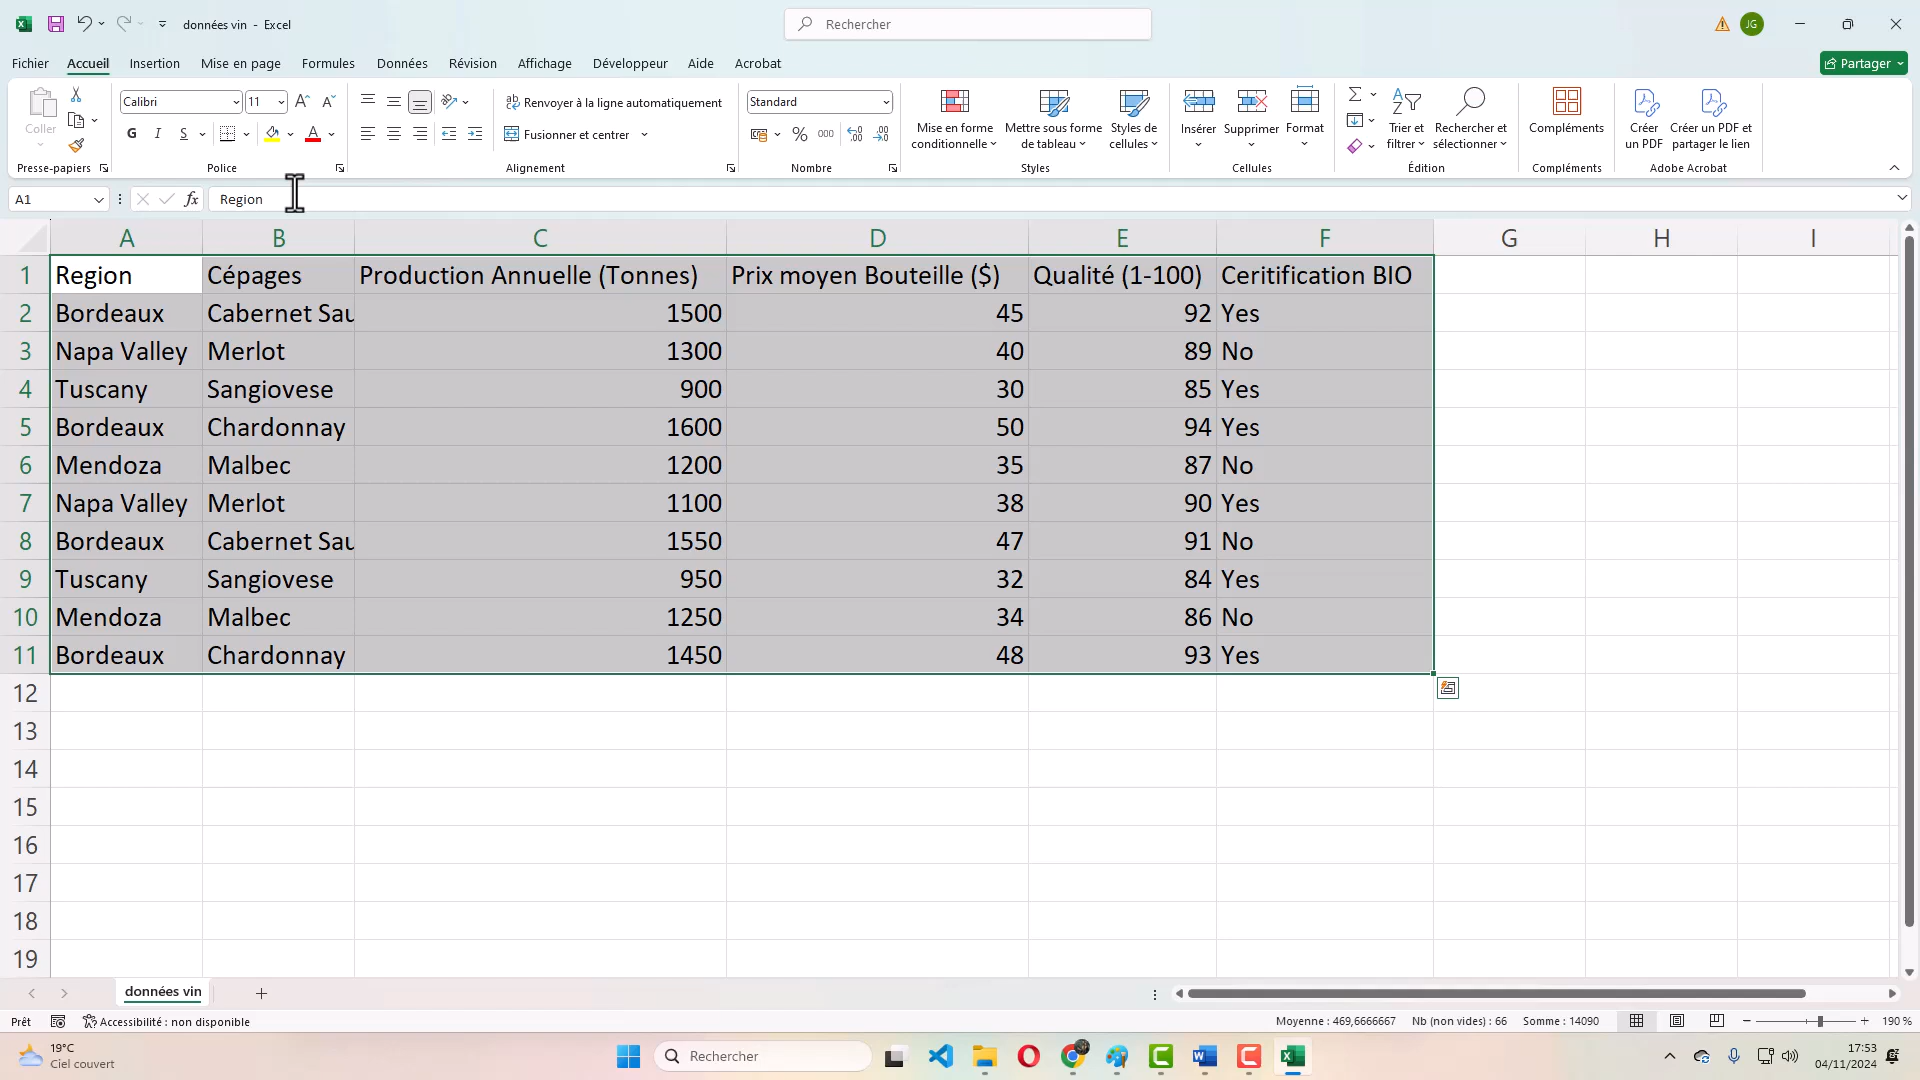 données vin - Excel
Rechercher
JG
Fichier Accueil Insertion Mise en page Formules Données Révision Affichage Développeur Aide Acrobat
Partager
Coller
Presse-papiers
Calibri 11
G I S
Police
Renvoyer à la ligne automatiquement
Fusionner et centrer
Alignement
Standard
% 000
Nombre
Mise en forme conditionnelle
Mettre sous forme de tableau
Styles de cellules
Styles
Insérer Supprimer Format
Cellules
Trier et filtrer
Rechercher et sélectionner
Édition
Compléments
Compléments
Créer un PDF
Créer un PDF et partager le lien
Adobe Acrobat
A1 fx Region
A B C D E F G H I
1 Region Cépages Production Annuelle (Tonnes) Prix moyen Bouteille ($) Qualité (1-100) Ceritification BIO
2 Bordeaux Cabernet Sau 1500 45 92 Yes
3 Napa Valley Merlot 1300 40 89 No
4 Tuscany Sangiovese 900 30 85 Yes
5 Bordeaux Chardonnay 1600 50 94 Yes
6 Mendoza Malbec 1200 35 87 No
7 Napa Valley Merlot 1100 38 90 Yes
8 Bordeaux Cabernet Sau 1550 47 91 No
9 Tuscany Sangiovese 950 32 84 Yes
10 Mendoza Malbec 1250 34 86 No
11 Bordeaux Chardonnay 1450 48 93 Yes
12
13
14
15
16
17
18
19
données vin
Prêt Accessibilité : non disponible Moyenne : 469,6666667 Nb (non vides) : 66 Somme : 14090 190 %
19°C
Ciel couvert
Rechercher
17:53
04/11/2024